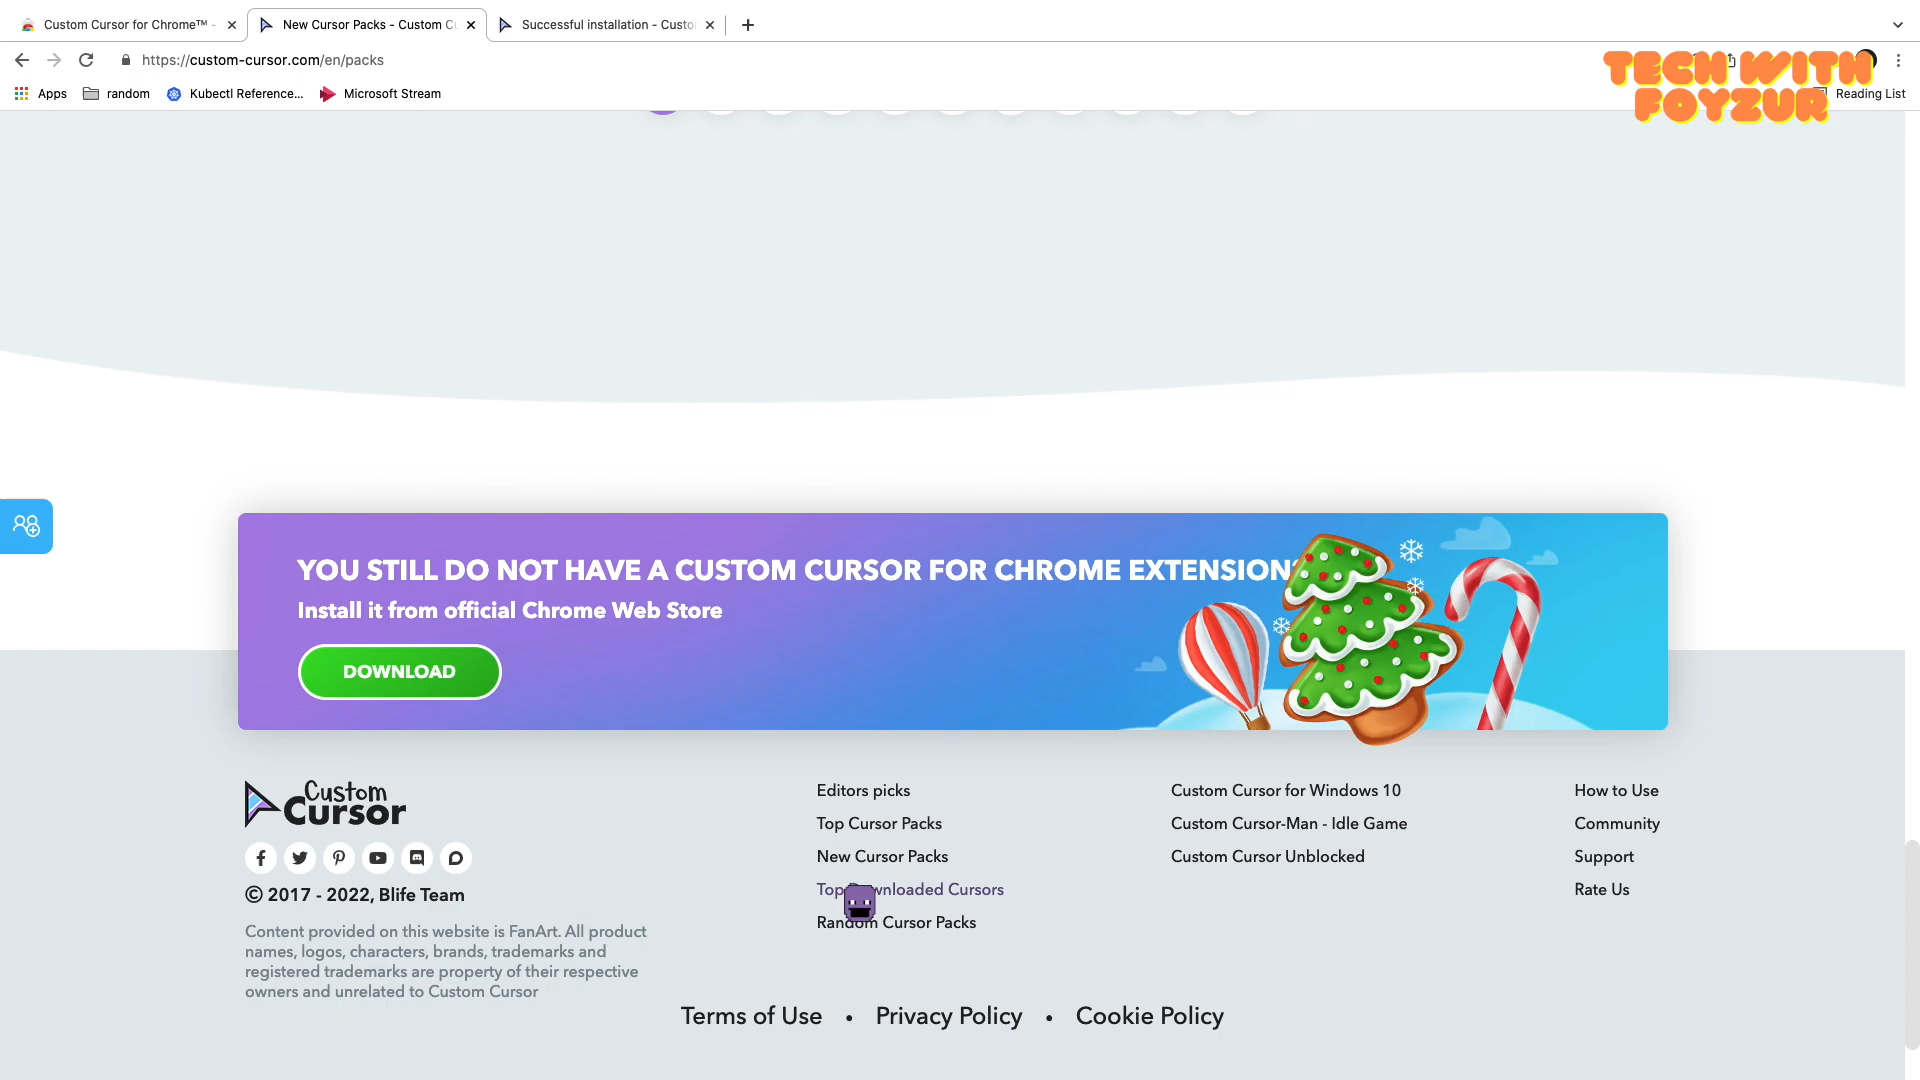 Custom Cursor for Chrome™ -
New Cursor Packs - Custom Cu
Successful installation - Custo
https://custom-cursor.com/en/packs
TECH WITH
FOYZUR
Apps
random
Kubectl Reference...
Microsoft Stream
Reading List
YOU STILL DO NOT HAVE A CUSTOM CURSOR FOR CHROME EXTENSION?
Install it from official Chrome Web Store
DOWNLOAD
Custom
Cursor
© 2017 - 2022, Blife Team
Content provided on this website is FanArt. All product
names, logos, characters, brands, trademarks and
registered trademarks are property of their respective
owners and unrelated to Custom Cursor
Editors picks
Top Cursor Packs
New Cursor Packs
Top Downloaded Cursors
Random Cursor Packs
Custom Cursor for Windows 10
Custom Cursor-Man - Idle Game
Custom Cursor Unblocked
How to Use
Community
Support
Rate Us
Terms of Use • Privacy Policy • Cookie Policy